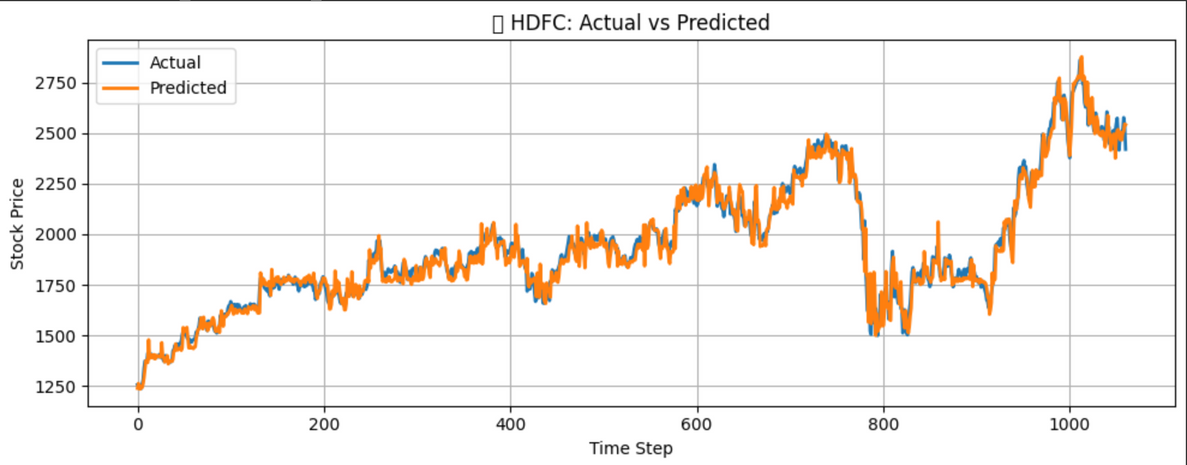 ▯ HDFC: Actual vs Predicted
Actual
Predicted
Stock Price
2750
2500
2250
2000
1750
1500
1250
0 200 400 600 800 1000
Time Step